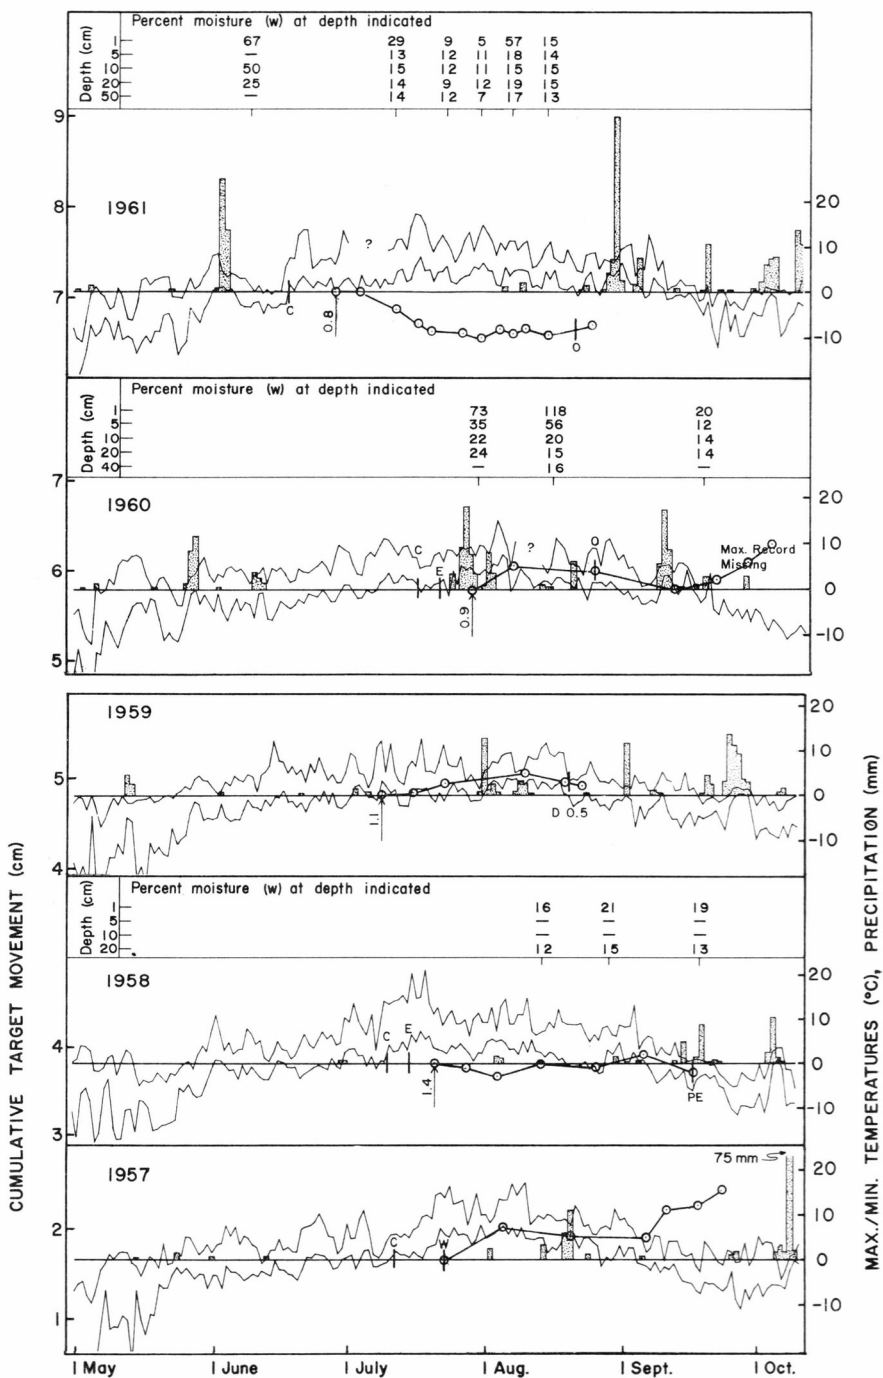 Percent moisture (w) at depth indicated
Depth (cm)
1 67 29 9 5 57 15
5 — 13 12 11 18 14
10 50 15 12 11 15 15
20 25 14 9 12 19 15
50 — 14 12 7 17 13
9
8
7
1961
?
C
0.8
O
20
10
0
-10
Percent moisture (w) at depth indicated
Depth (cm)
1 73 118 20
5 35 56 12
10 22 20 14
20 24 15 14
40 — 16 —
7
6
5
1960
C
E
?
O
0.9
Max. Record
Missing
20
10
0
-10
1959
5
4
1.1
D 0.5
20
10
0
-10
Percent moisture (w) at depth indicated
Depth (cm)
1 16 21 19
5 — — —
10 — — —
20 12 15 13
1958
4
3
C
E
1.4
PE
20
10
0
-10
75 mm
1957
2
1
C
W
20
10
0
-10
1 May 1 June 1 July 1 Aug. 1 Sept. 1 Oct.
CUMULATIVE TARGET MOVEMENT (cm)
MAX./MIN. TEMPERATURES (°C), PRECIPITATION (mm)